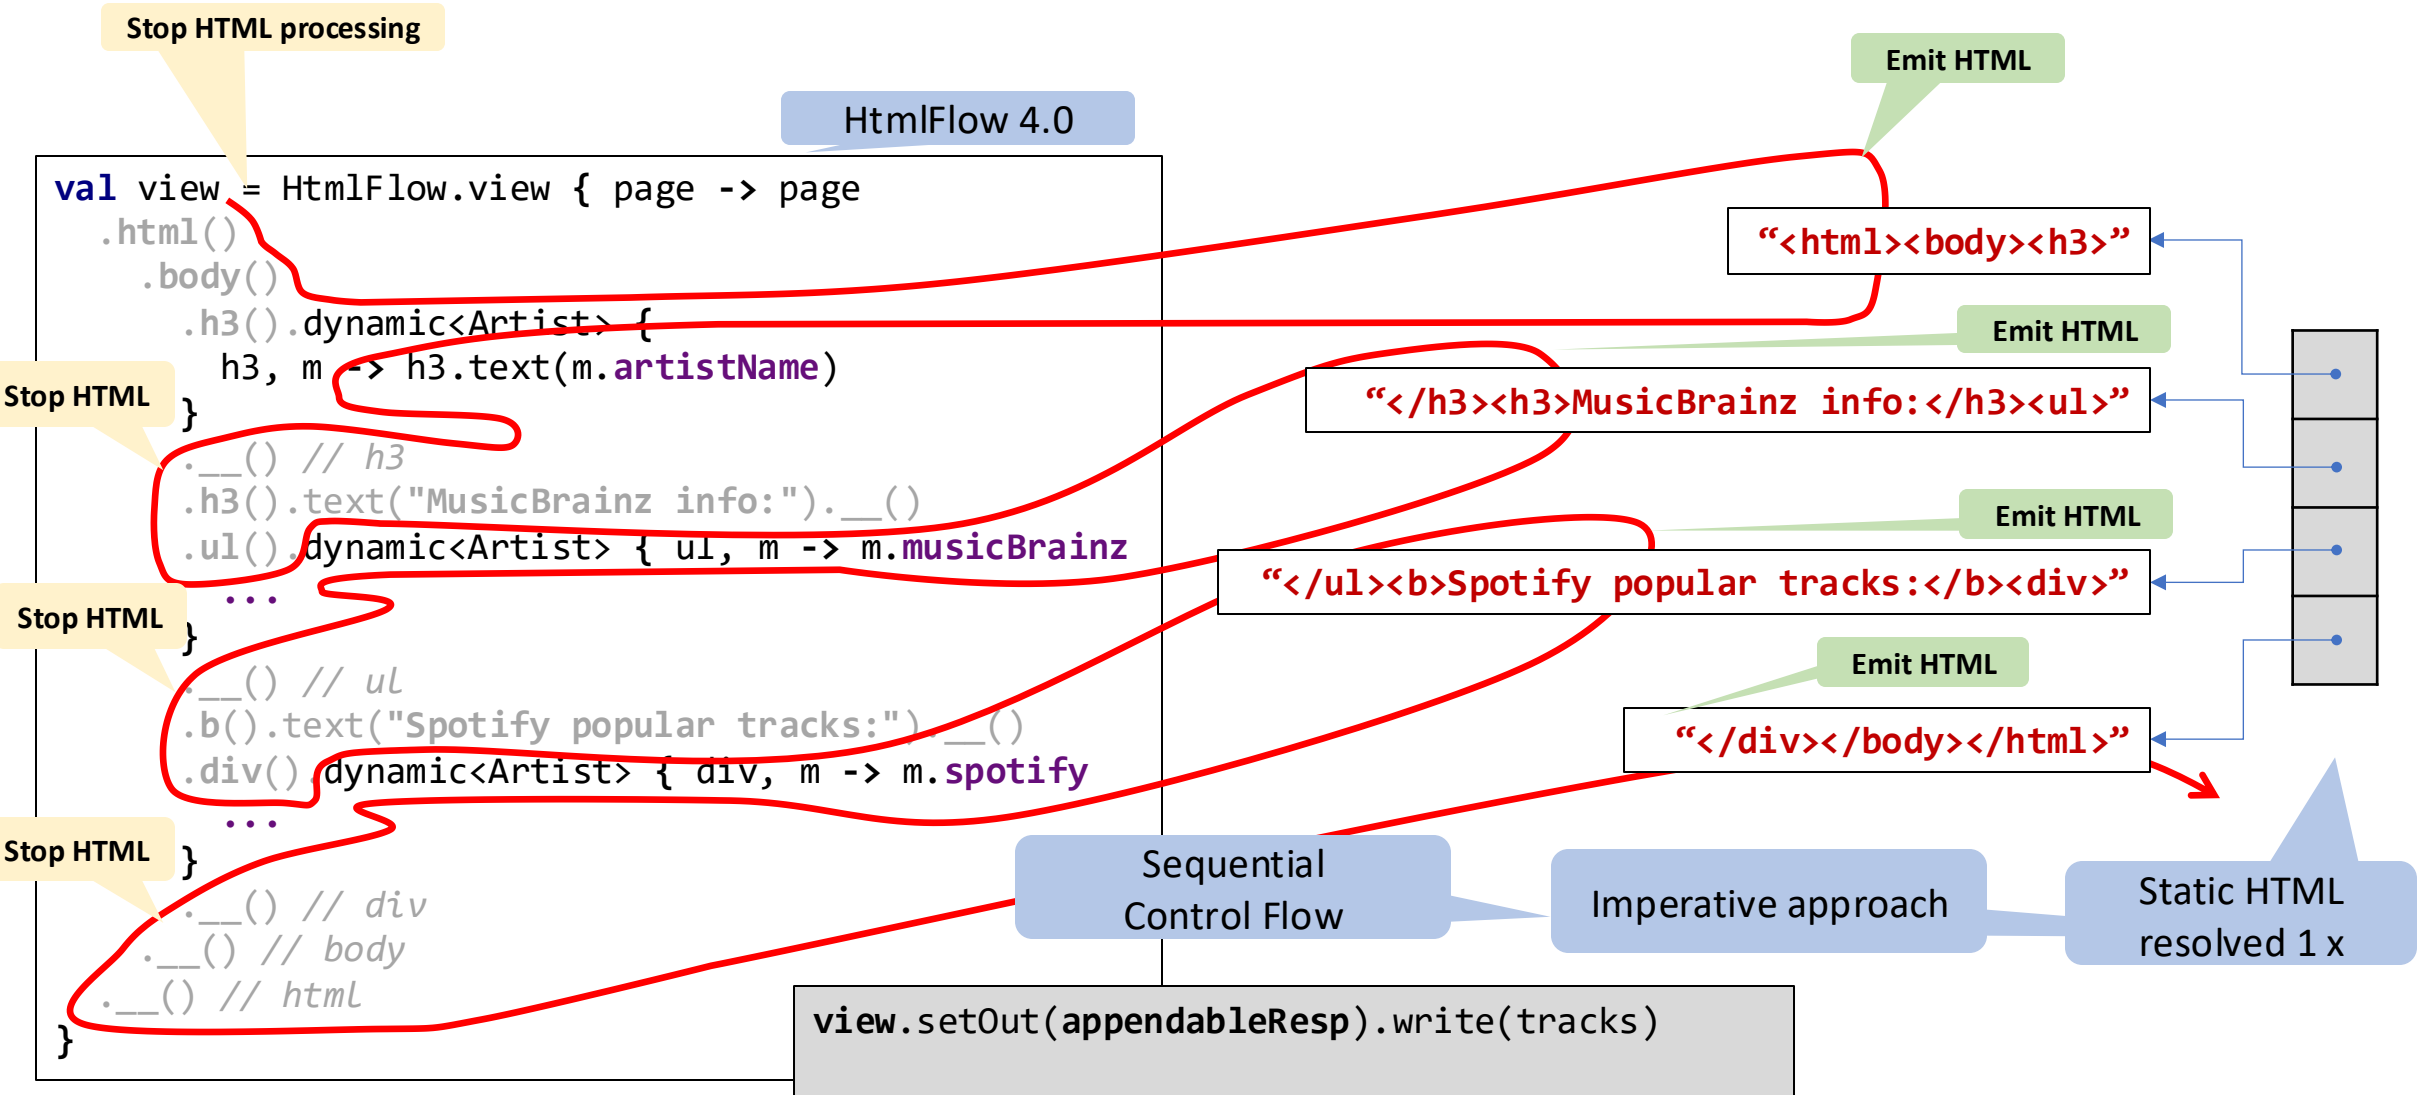 Stop HTML processing
Emit HTML
HtmlFlow 4.0
val view = HtmlFlow.view { page -> page
.html()
.body()
.h3().dynamic<Artist> {
h3, m -> h3.text(m.artistName)
}
.__() // h3
.h3().text("MusicBrainz info:").__()
.ul().dynamic<Artist> { ul, m -> m.musicBrainz
...
}
.__() // ul
.b().text("Spotify popular tracks:").__()
.div().dynamic<Artist> { div, m -> m.spotify
...
}
.__() // div
.__() // body
.__() // html
}
Stop HTML
Stop HTML
Stop HTML
“<html><body><h3>”
Emit HTML
“</h3><h3>MusicBrainz info:</h3><ul>”
Emit HTML
“</ul><b>Spotify popular tracks:</b><div>”
Emit HTML
“</div></body></html>”
Sequential
Control Flow
Imperative approach
Static HTML
resolved 1 x
view.setOut(appendableResp).write(tracks)